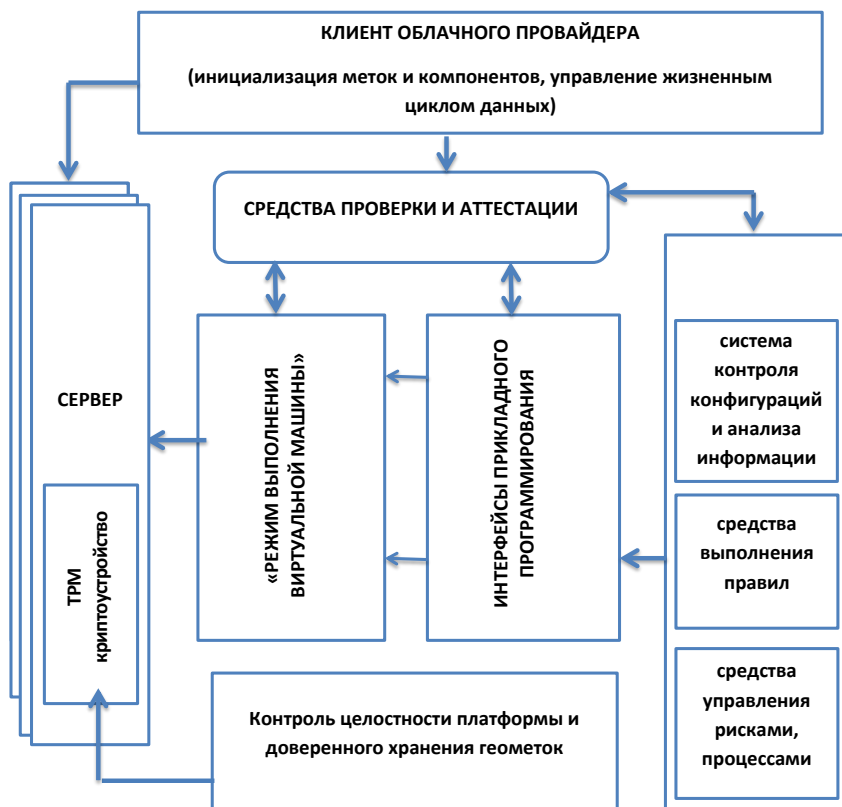 КЛИЕНТ ОБЛАЧНОГО ПРОВАЙДЕРА
(инициализация меток и компонентов, управление жизненным
циклом данных)
СРЕДСТВА ПРОВЕРКИ И АТТЕСТАЦИИ
СЕРВЕР
ТРМ
криптоустройство
«РЕЖИМ ВЫПОЛНЕНИЯ
ВИРТУАЛЬНОЙ МАШИНЫ»
ИНТЕРФЕЙСЫ ПРИКЛАДНОГО
ПРОГРАММИРОВАНИЯ
система
контроля
конфигураций
и анализа
информации
средства
выполнения
правил
средства
управления
рисками,
процессами
Контроль целостности платформы и
доверенного хранения геометок